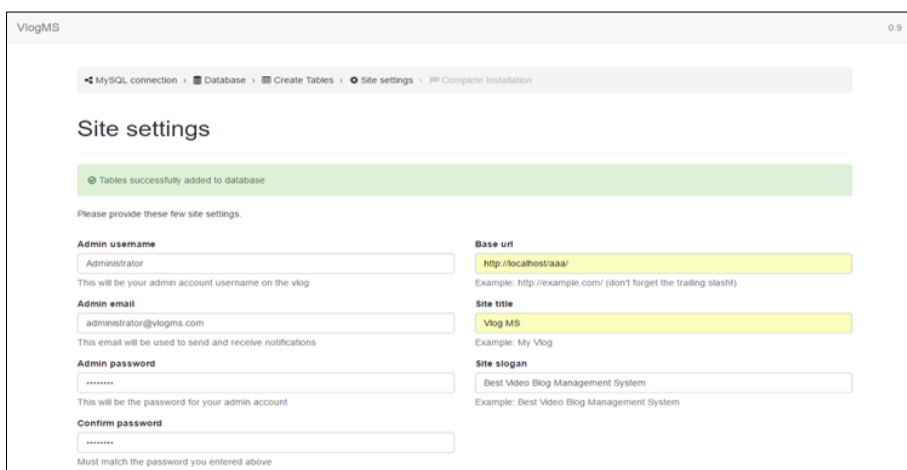 VlogMS 0.9
MySQL connection › Database › Create Tables › Site settings › Complete Installation
Site settings
Tables successfully added to database
Please provide these few site settings.
Admin username
Administrator
This will be your admin account username on the vlog
Admin email
administrator@vlogms.com
This email will be used to send and receive notifications
Admin password
••••••••
This will be the password for your admin account
Confirm password
••••••••
Must match the password you entered above
Base url
http://localhost/aaa/
Example: http://example.com/ (don't forget the trailing slash!)
Site title
Vlog MS
Example: My Vlog
Site slogan
Best Video Blog Management System
Example: Best Video Blog Management System